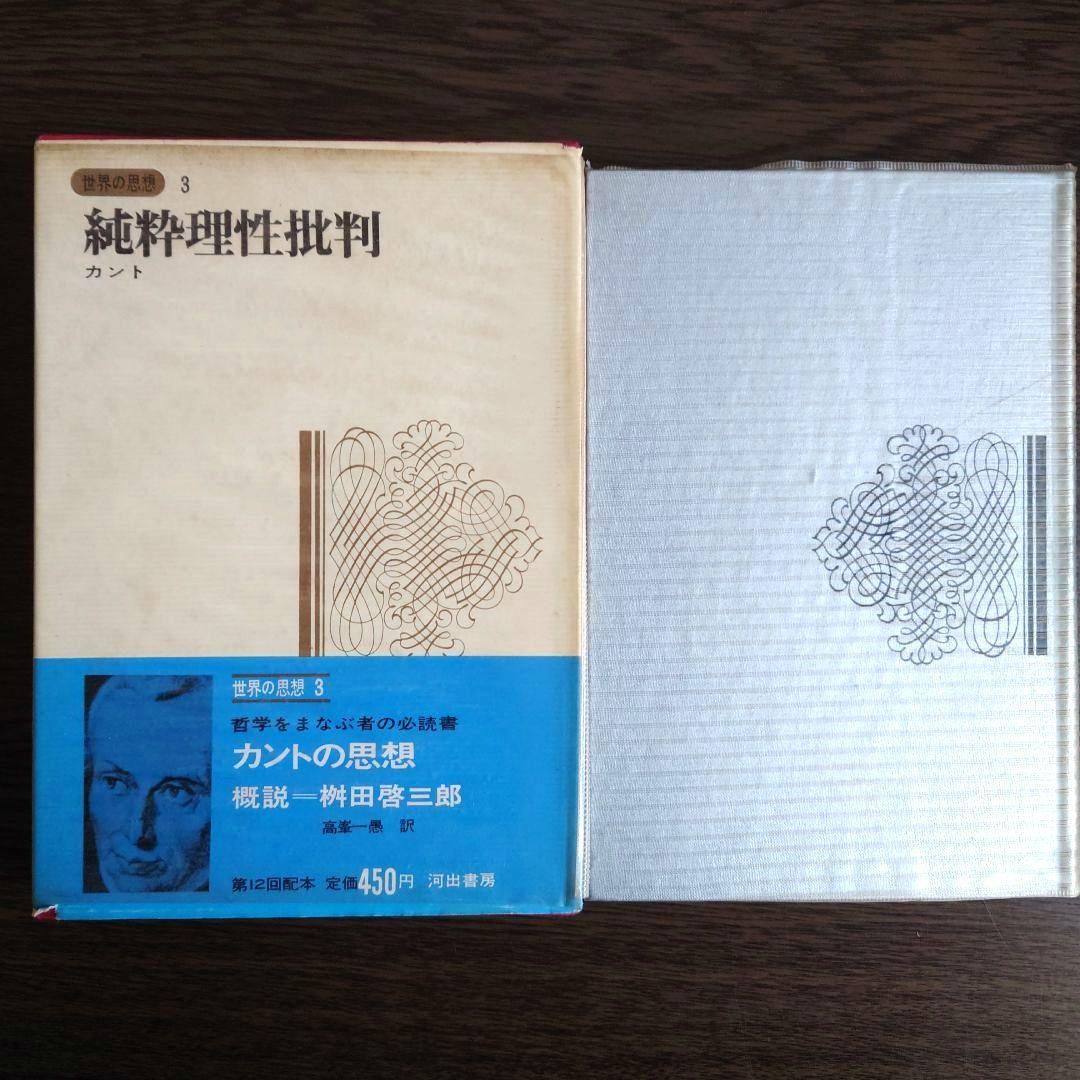 世界の思想 3
純粋理性批判
カント
世界の思想 3
哲学をまなぶ者の必読書
カントの思想
概説＝桝田啓三郎
高峯一愚 訳
第12回配本 定価450円 河出書房